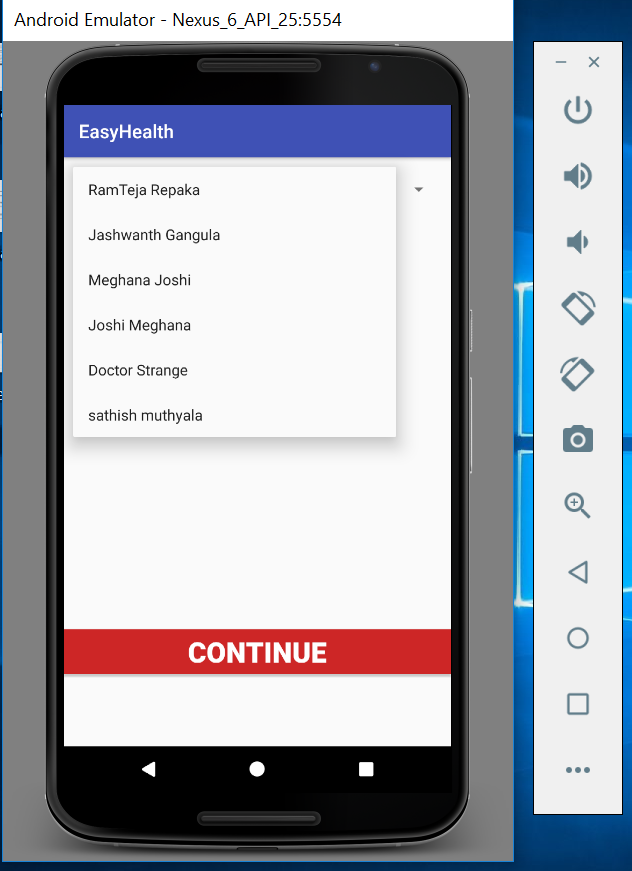 Android Emulator - Nexus_6_API_25:5554
EasyHealth
RamTeja Repaka
Jashwanth Gangula
Meghana Joshi
Joshi Meghana
Doctor Strange
sathish muthyala
CONTINUE